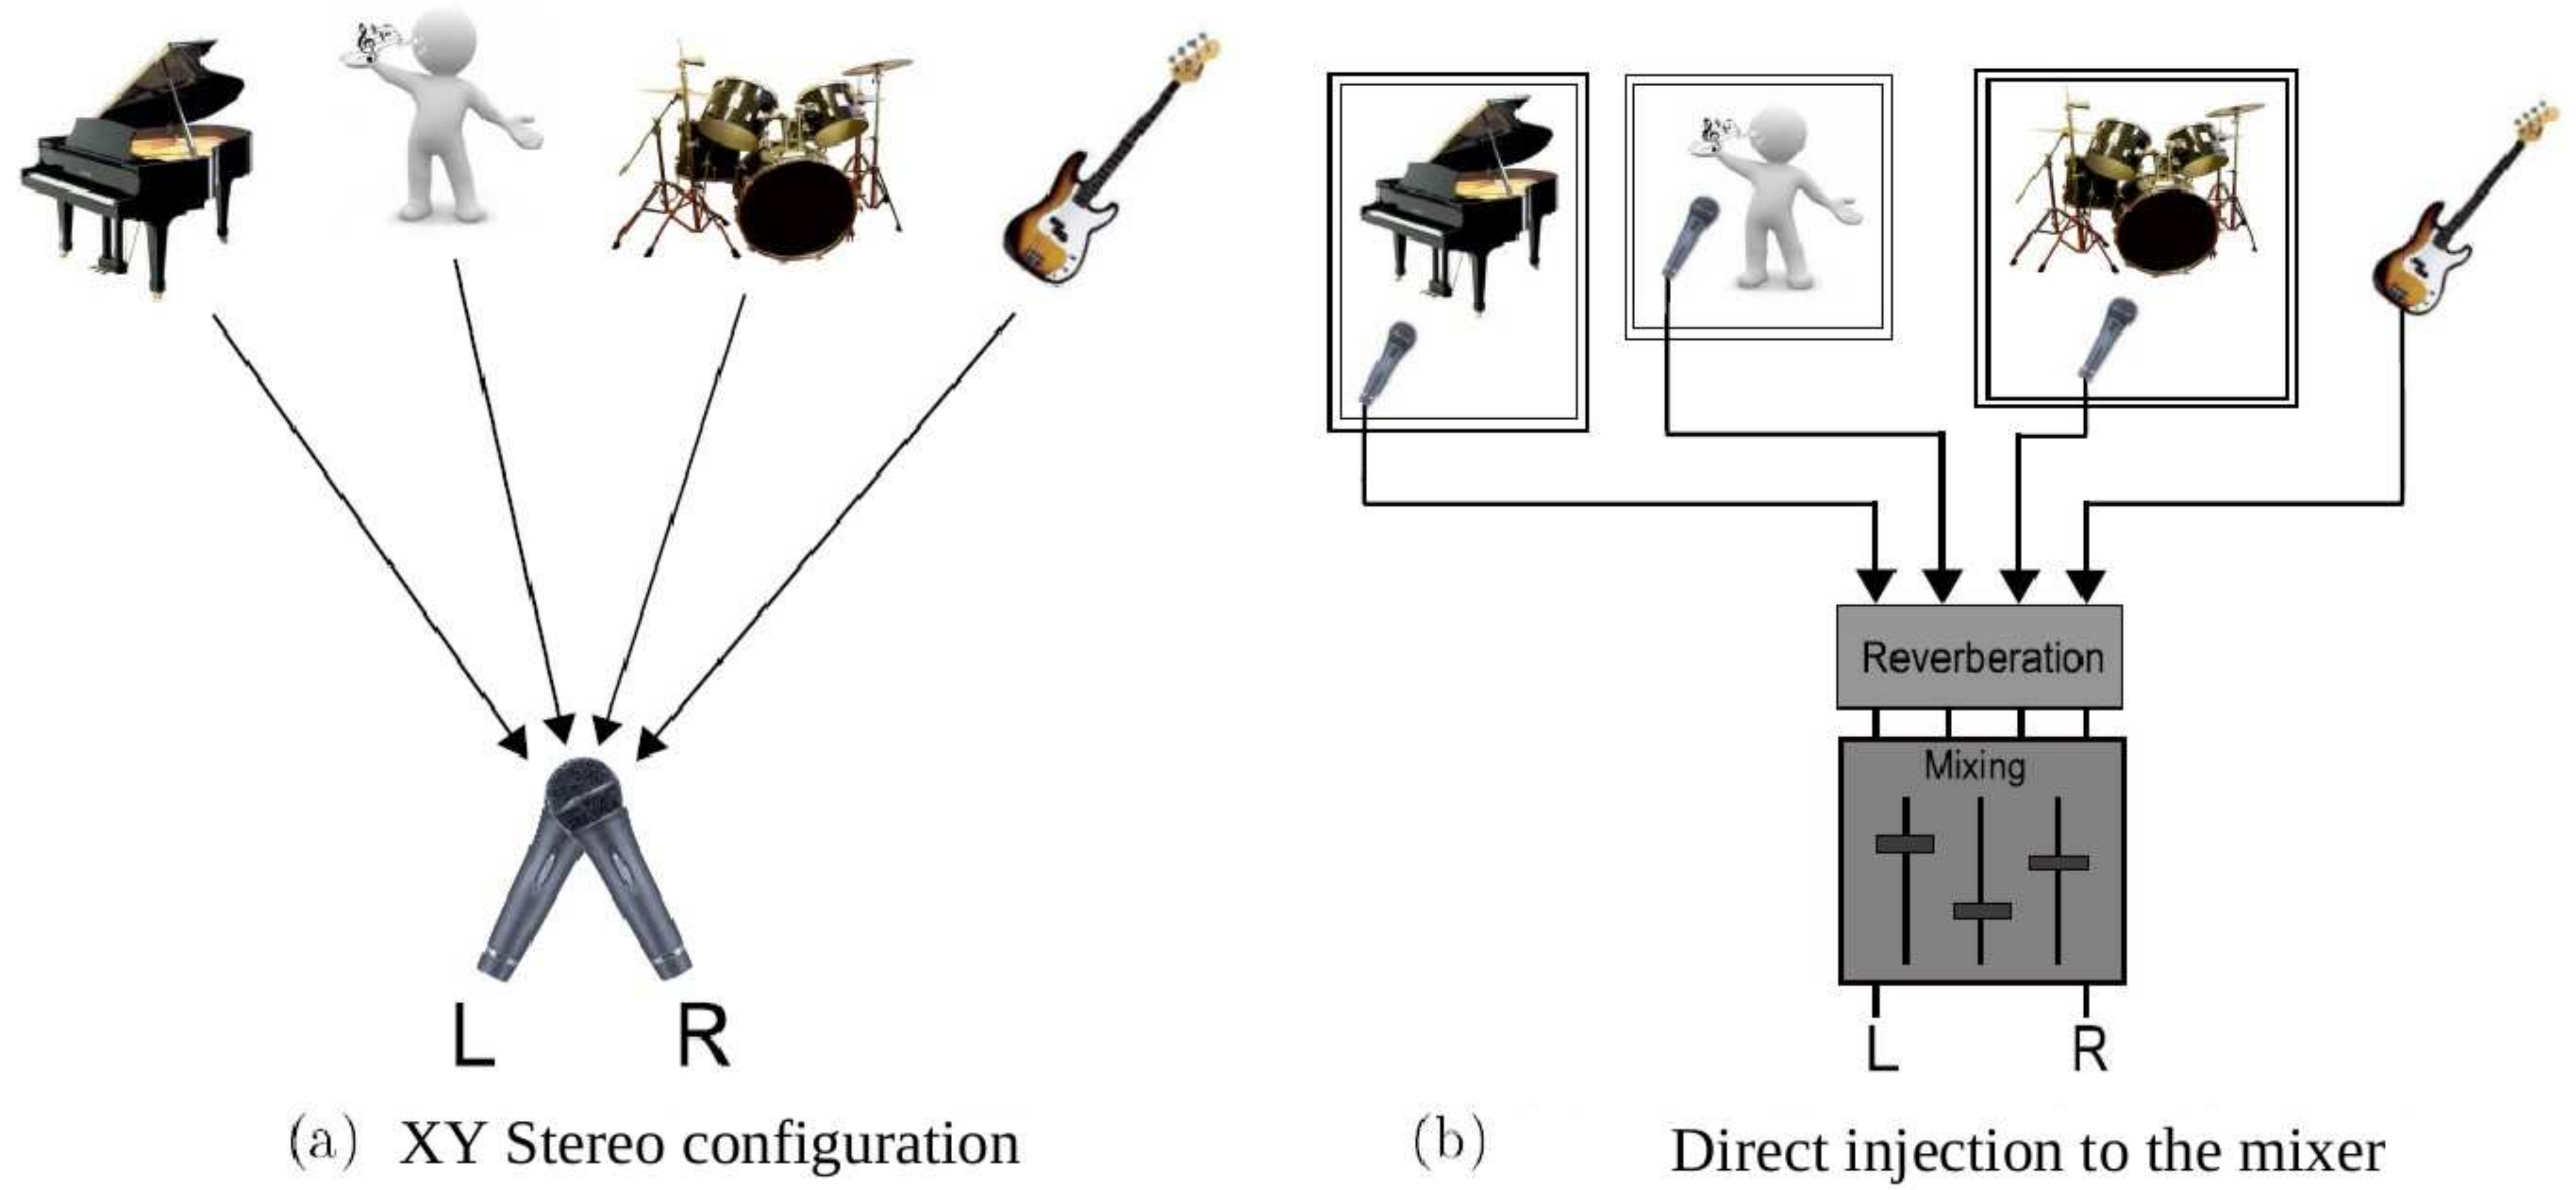 Reverberation
Mixing
L R
L R
(a) XY Stereo configuration
(b) Direct injection to the mixer